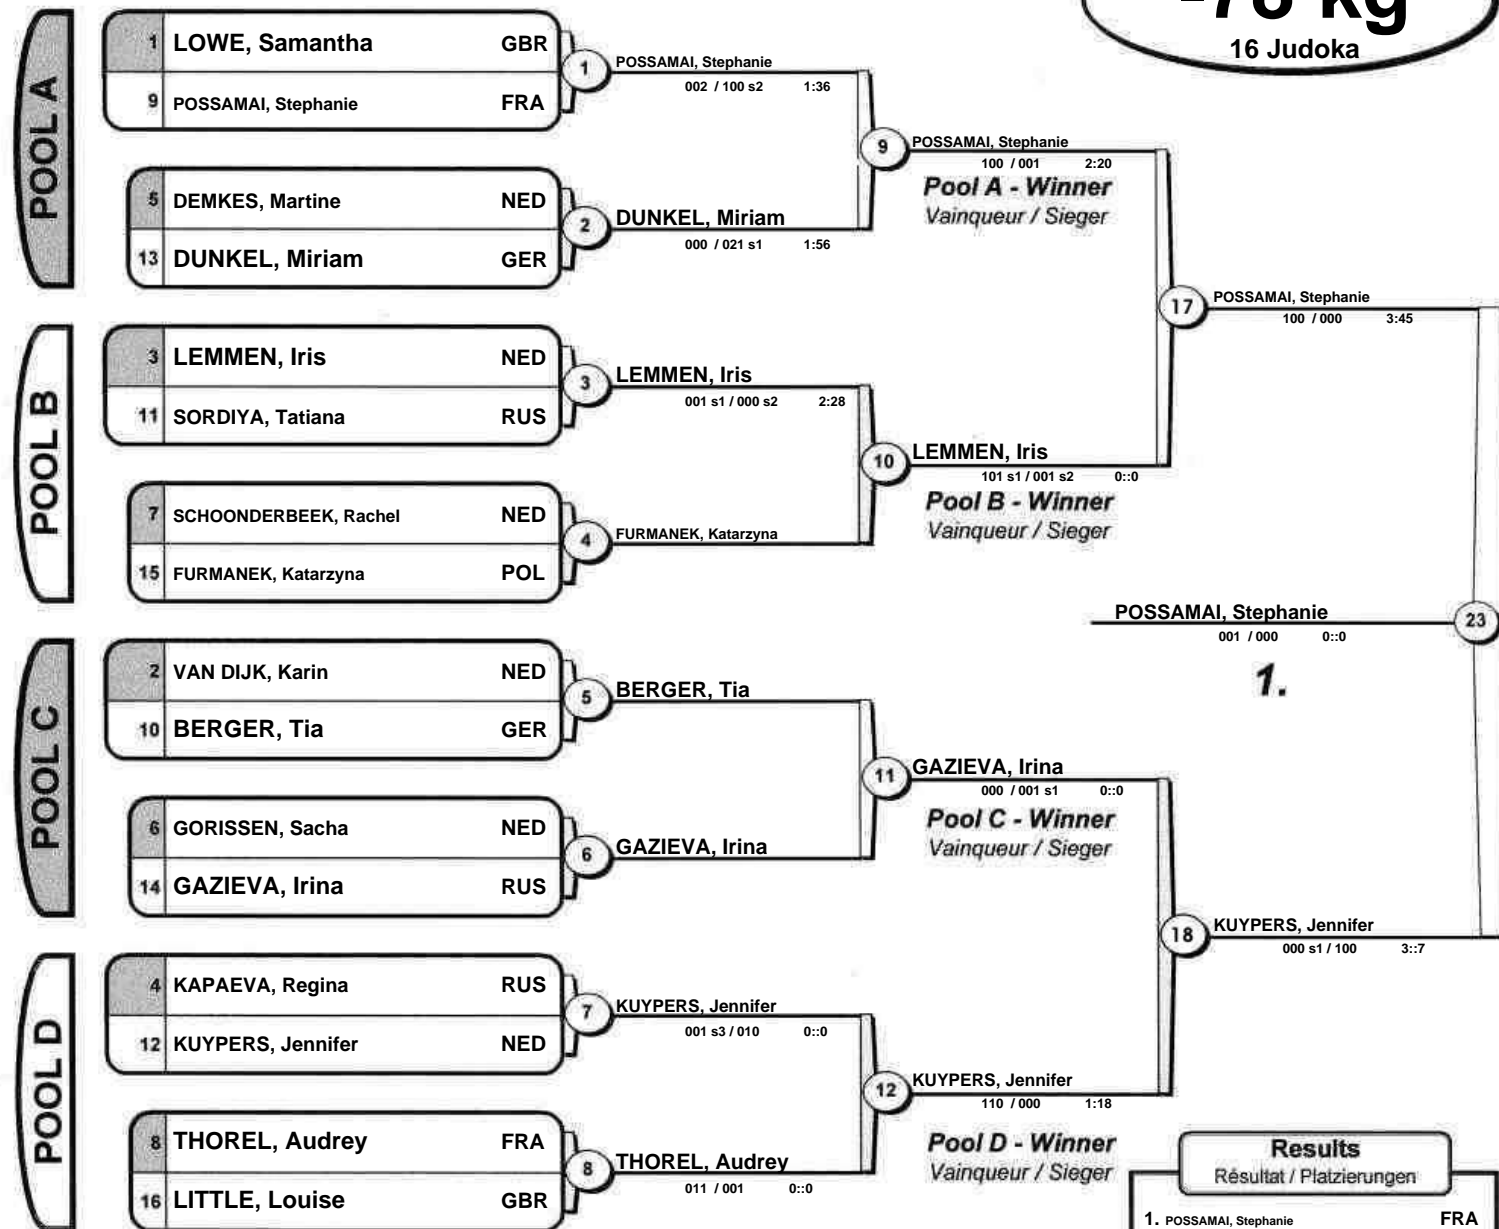 -78 kg
16 Judoka
POOL A
1 LOWE, Samantha GBR
9 POSSAMAI, Stephanie FRA
1
POSSAMAI, Stephanie
002 / 100 s2 1:36
5 DEMKES, Martine NED
13 DUNKEL, Miriam GER
2
DUNKEL, Miriam
000 / 021 s1 1:56
9
POSSAMAI, Stephanie
100 / 001 2:20
Pool A - Winner
Vainqueur / Sieger
POOL B
3 LEMMEN, Iris NED
11 SORDIYA, Tatiana RUS
3
LEMMEN, Iris
001 s1 / 000 s2 2:28
7 SCHOONDERBEEK, Rachel NED
15 FURMANEK, Katarzyna POL
4
FURMANEK, Katarzyna
10
LEMMEN, Iris
101 s1 / 001 s2 0::0
Pool B - Winner
Vainqueur / Sieger
17
POSSAMAI, Stephanie
100 / 000 3:45
POSSAMAI, Stephanie
23
001 / 000 0::0
1.
POOL C
2 VAN DIJK, Karin NED
10 BERGER, Tia GER
5
BERGER, Tia
6 GORISSEN, Sacha NED
14 GAZIEVA, Irina RUS
6
GAZIEVA, Irina
11
GAZIEVA, Irina
000 / 001 s1 0::0
Pool C - Winner
Vainqueur / Sieger
18
KUYPERS, Jennifer
000 s1 / 100 3::7
POOL D
4 KAPAEVA, Regina RUS
12 KUYPERS, Jennifer NED
7
KUYPERS, Jennifer
001 s3 / 010 0::0
8 THOREL, Audrey FRA
16 LITTLE, Louise GBR
8
THOREL, Audrey
011 / 001 0::0
12
KUYPERS, Jennifer
110 / 000 1:18
Pool D - Winner
Vainqueur / Sieger
Results
Résultat / Platzierungen
1. POSSAMAI, Stephanie FRA